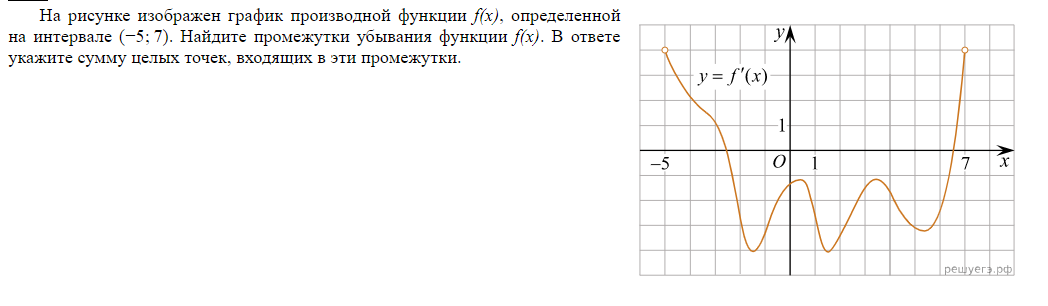 На рисунке изображен график производной функции f(x), определенной
на интервале (−5; 7). Найдите промежутки убывания функции f(x). В ответе
укажите сумму целых точек, входящих в эти промежутки.
y
y = f′(x)
1
−5
O
1
7
x
решуегэ.рф